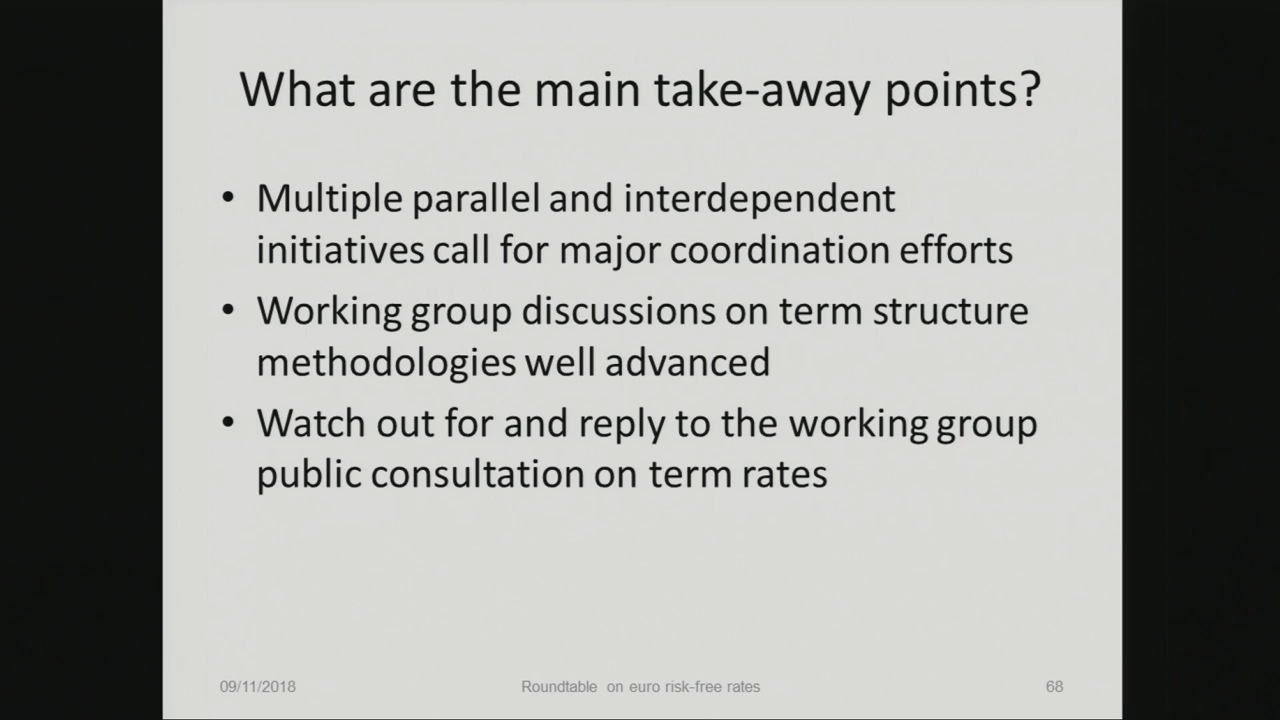 What are the main take-away points?
• Multiple parallel and interdependent
initiatives call for major coordination efforts
• Working group discussions on term structure
methodologies well advanced
• Watch out for and reply to the working group
public consultation on term rates
09/11/2018 Roundtable on euro risk-free rates 68